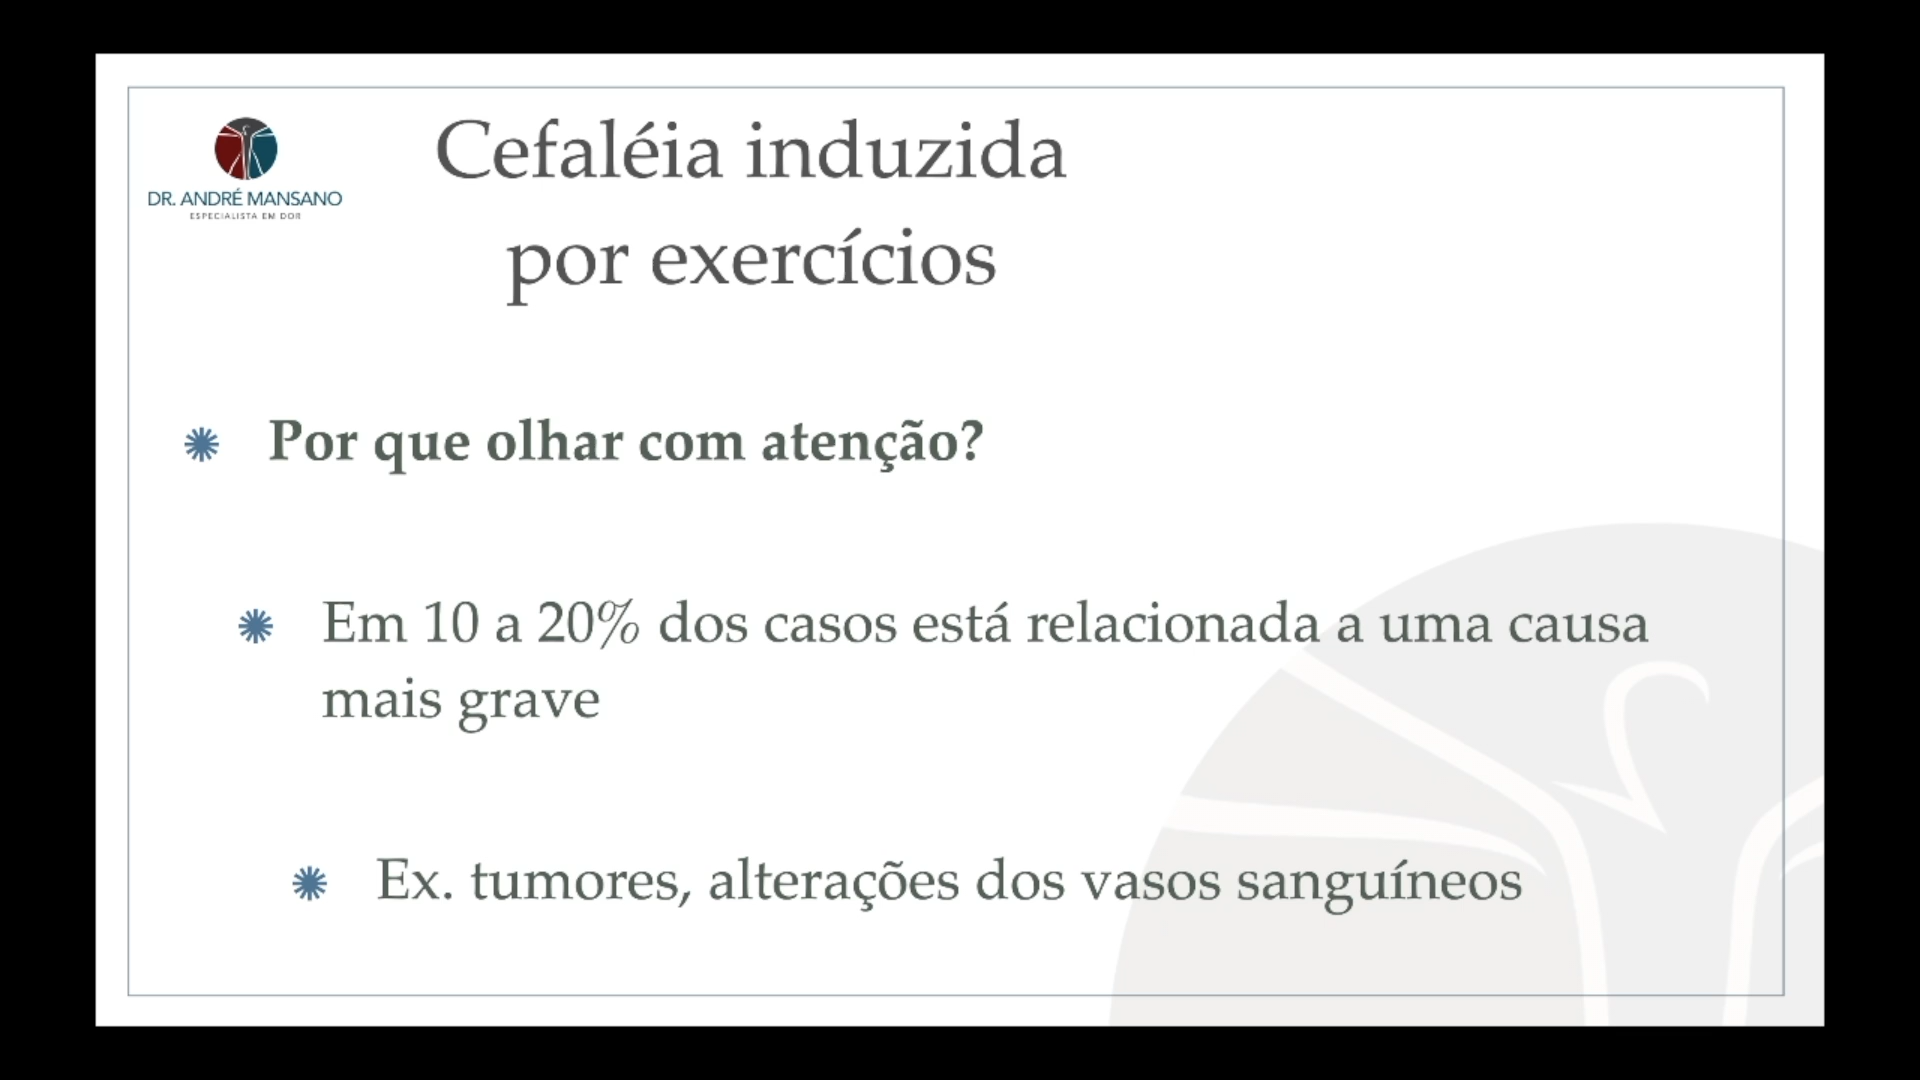 DR. ANDRÉ MANSANO
ESPECIALISTA EM DOR
Cefaléia induzida
por exercícios
Por que olhar com atenção?
Em 10 a 20% dos casos está relacionada a uma causa
mais grave
Ex. tumores, alterações dos vasos sanguíneos